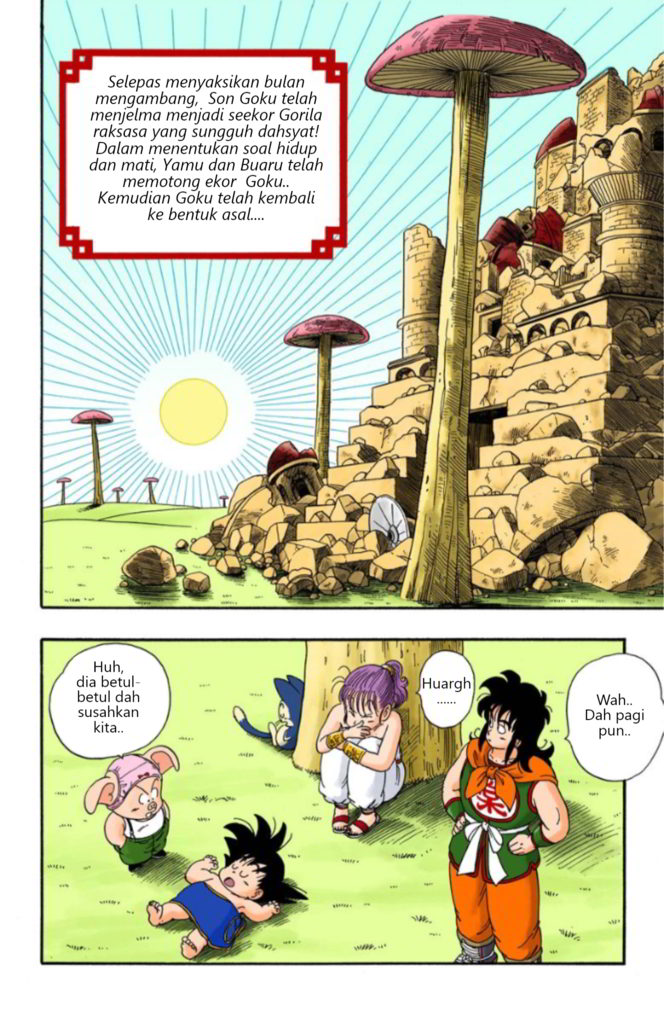 Selepas menyaksikan bulan
mengambang, Son Goku telah
menjelma menjadi seekor Gorila
raksasa yang sungguh dahsyat!
Dalam menentukan soal hidup
dan mati, Yamu dan Buaru telah
memotong ekor Goku..
Kemudian Goku telah kembali
ke bentuk asal....
Huh,
dia betul-
betul dah
susahkan
kita..
Huargh
......
Wah..
Dah pagi
pun..
楽